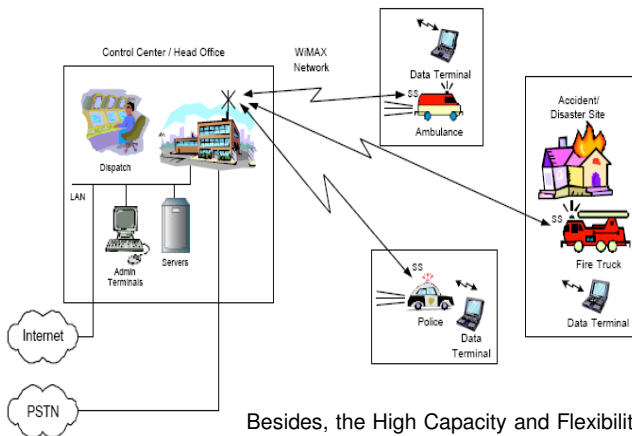 Control Center / Head Office
WiMAX
Network
Data Terminal
SS
Ambulance
Accident/
Disaster Site
Dispatch
LAN
Admin
Terminals
Servers
SS
Fire Truck
Data Terminal
SS
Police
Data
Terminal
Internet
PSTN
Besides, the High Capacity and